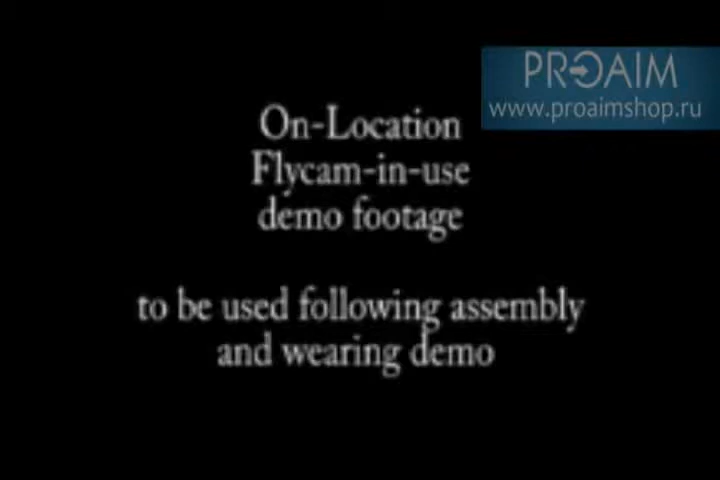 PROAIM
www.proaimshop.ru
On-Location
Flycam-in-use
demo footage
to be used following assembly
and wearing demo